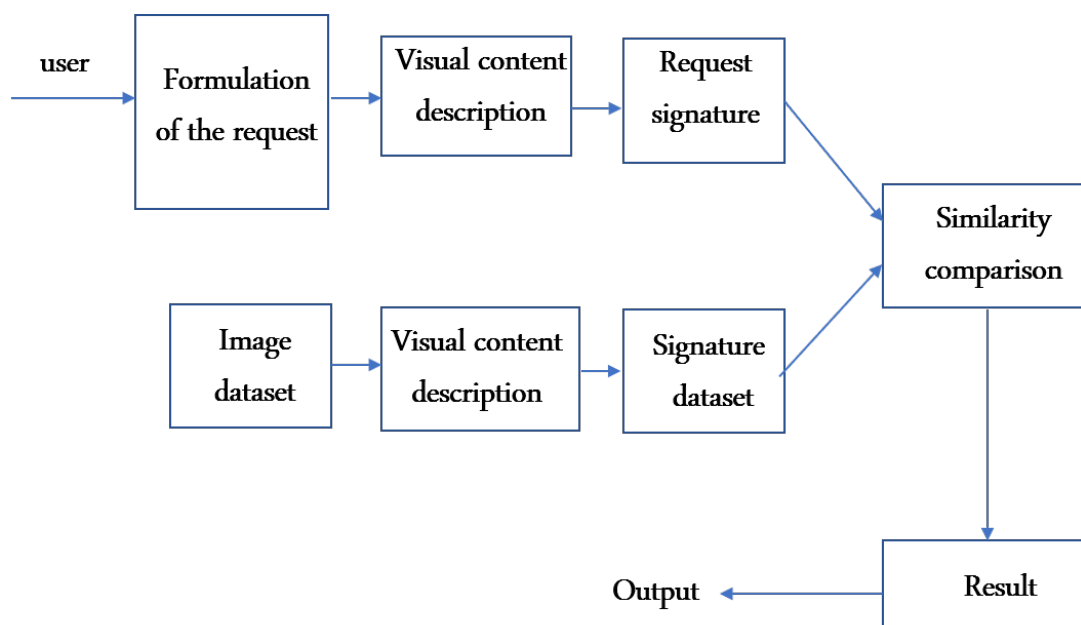 user
Formulation
of the request
Visual content
description
Request
signature
Similarity
comparison
Image
dataset
Visual content
description
Signature
dataset
Result
Output